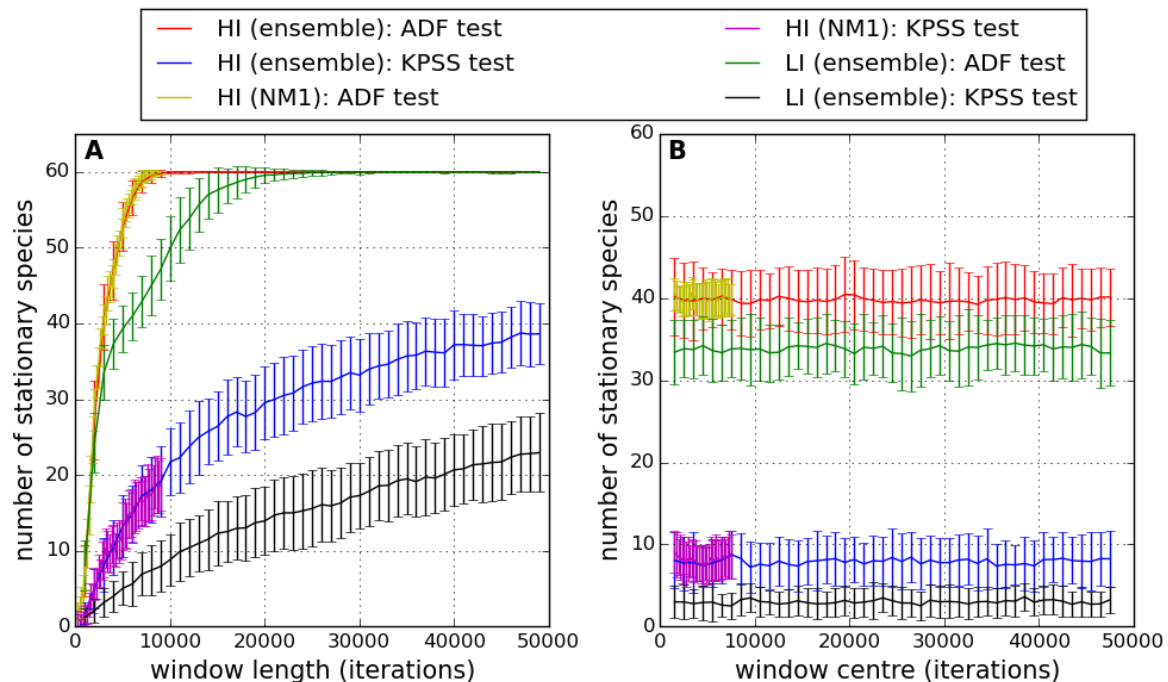 HI (ensemble): ADF test
HI (ensemble): KPSS test
HI (NM1): ADF test
HI (NM1): KPSS test
LI (ensemble): ADF test
LI (ensemble): KPSS test
A
number of stationary species
60
50
40
30
20
10
0
0 10000 20000 30000 40000 50000
window length (iterations)
B
number of stationary species
60
50
40
30
20
10
0
0 10000 20000 30000 40000 50000
window centre (iterations)